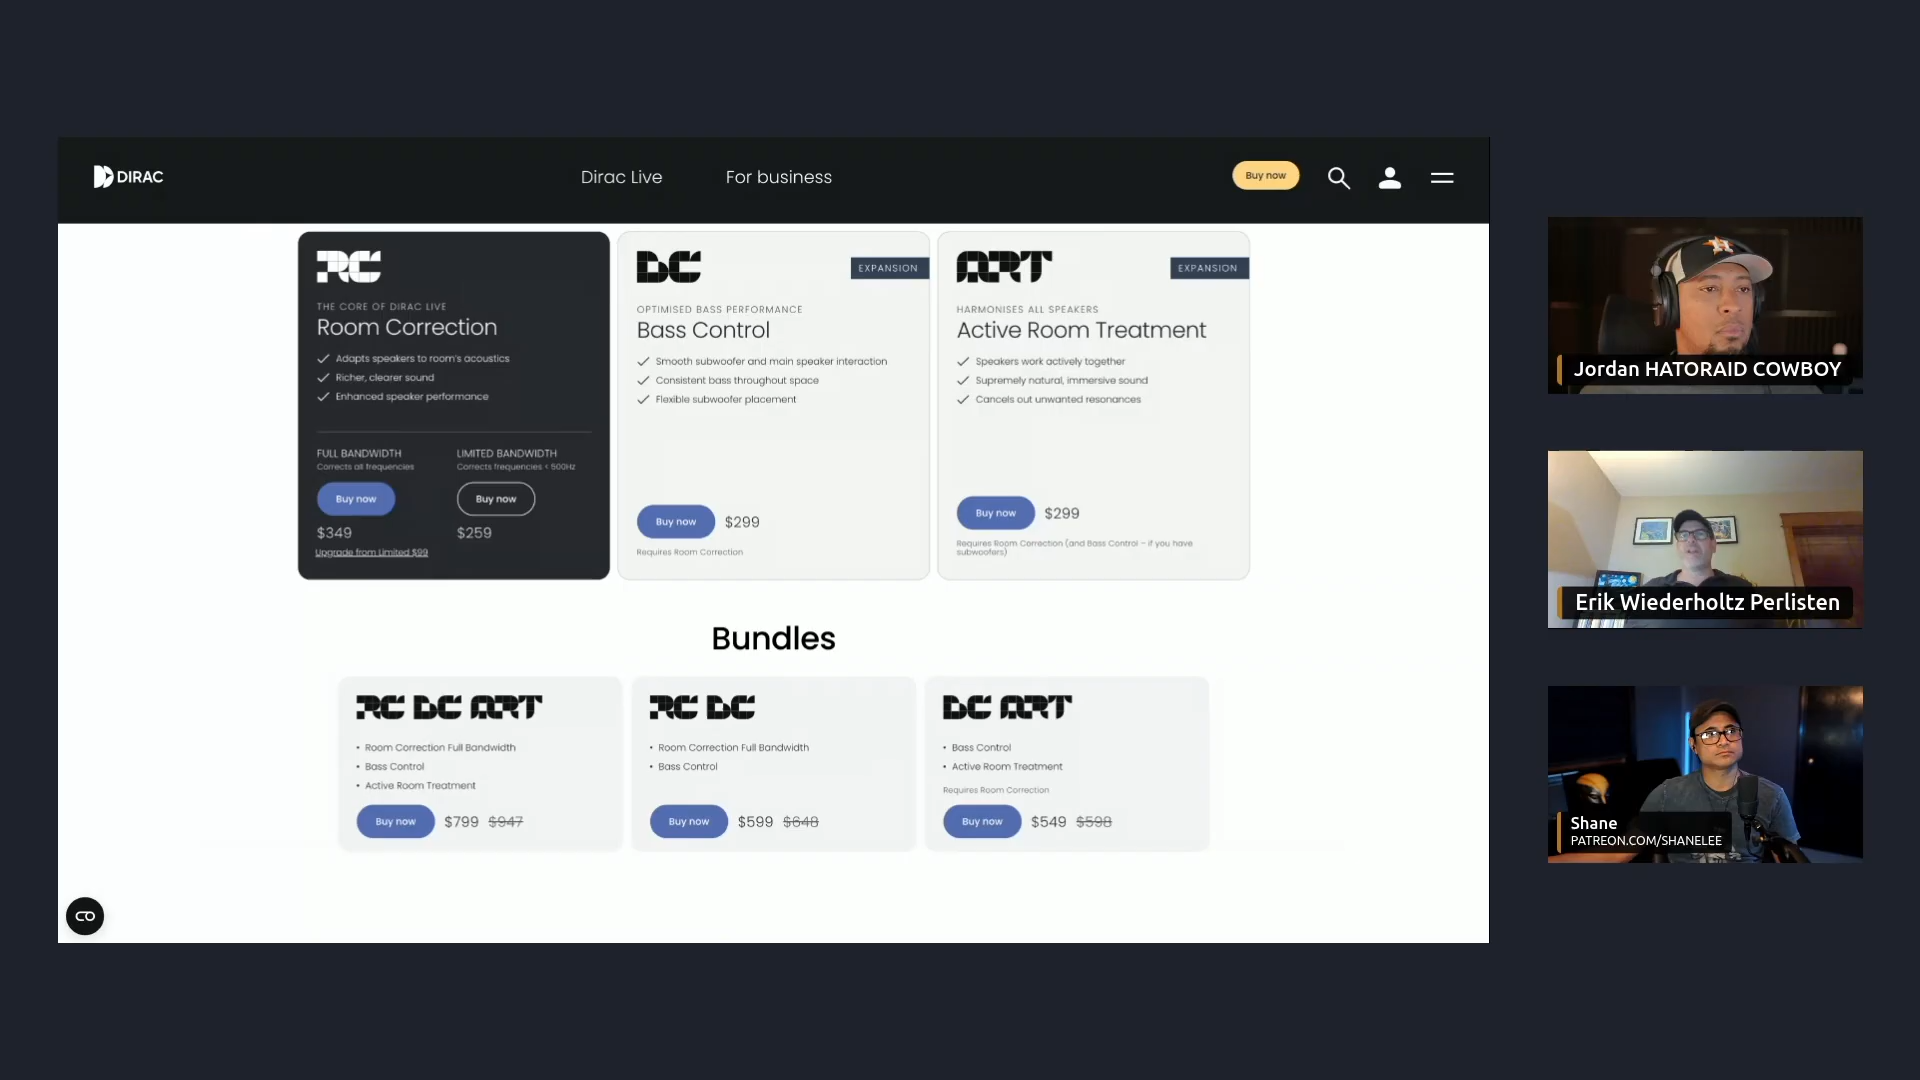 DIRAC
Dirac Live
For business
Buy now
RC
THE CORE OF DIRAC LIVE
Room Correction
Adapts speakers to room's acoustics
Richer, clearer sound
Enhanced speaker performance
FULL BANDWIDTH
Corrects all frequencies
Buy now
$349
Upgrade from Limited $99
LIMITED BANDWIDTH
Corrects frequencies < 500Hz
Buy now
$259
BC
EXPANSION
OPTIMISED BASS PERFORMANCE
Bass Control
Smooth subwoofer and main speaker interaction
Consistent bass throughout space
Flexible subwoofer placement
Buy now
$299
Requires Room Correction
ART
EXPANSION
HARMONISES ALL SPEAKERS
Active Room Treatment
Speakers work actively together
Supremely natural, immersive sound
Cancels out unwanted resonances
Buy now
$299
Requires Room Correction (and Bass Control – if you have
subwoofers)
Bundles
RC BC ART
• Room Correction Full Bandwidth
• Bass Control
• Active Room Treatment
Buy now
$799 $947
RC BC
• Room Correction Full Bandwidth
• Bass Control
Buy now
$599 $648
BC ART
• Bass Control
• Active Room Treatment
Requires Room Correction
Buy now
$549 $598
Jordan HATORAID COWBOY
Erik Wiederholtz Perlisten
Shane
PATREON.COM/SHANELEE